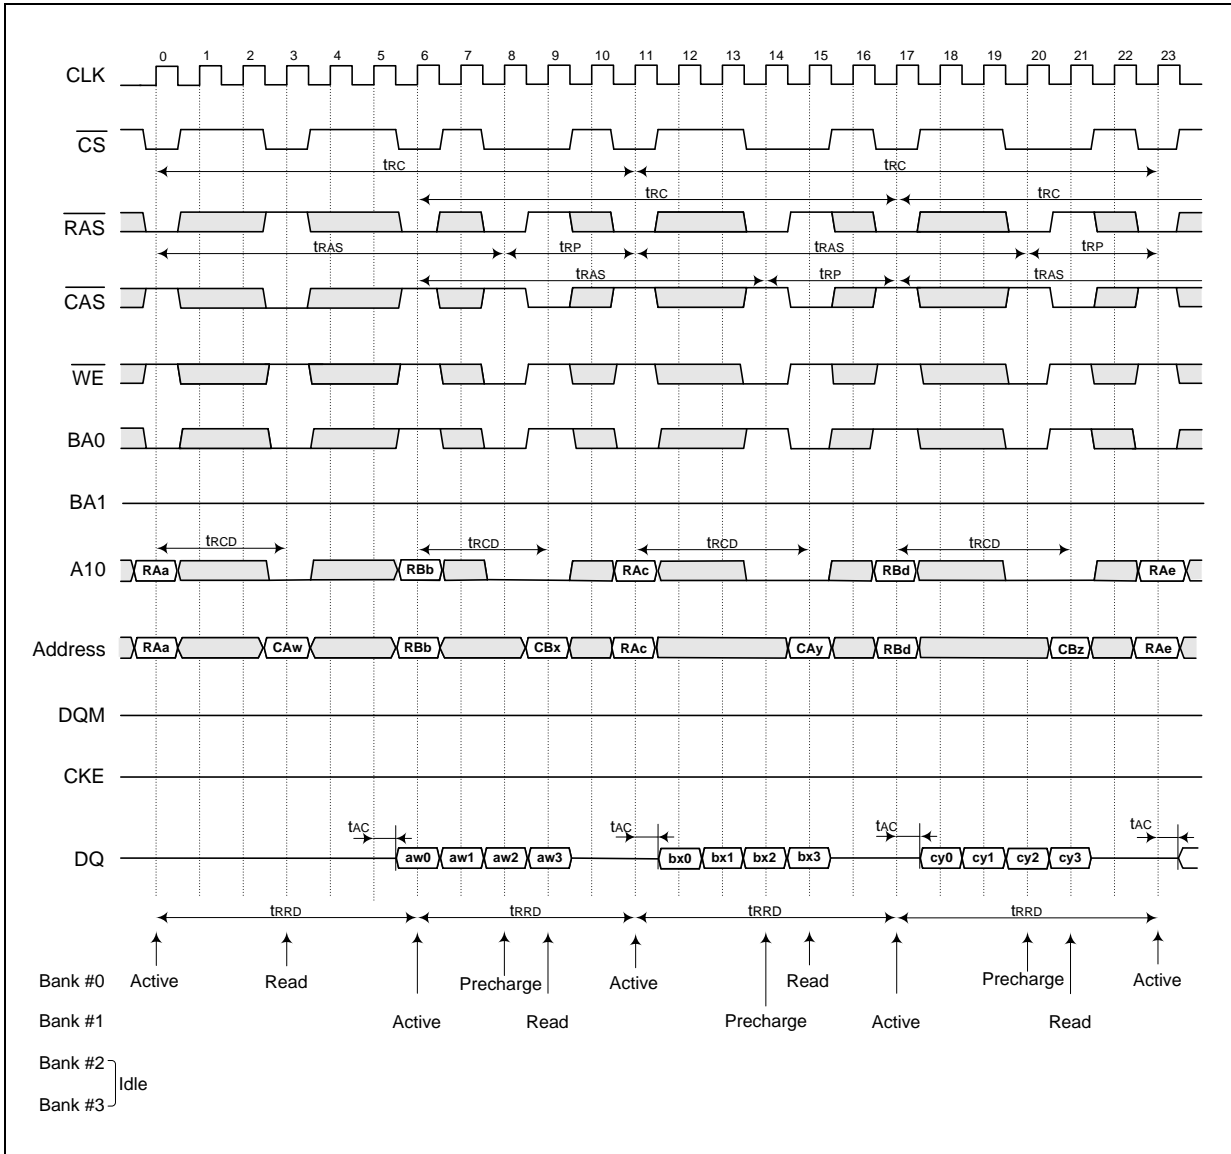 0 1 2 3 4 5 6 7 8 9 10 11 12 13 14 15 16 17 18 19 20 21 22 23
CLK
CS
tRC tRC
tRC tRC
RAS
tRAS tRP tRAS tRP
tRAS tRP tRAS
CAS
WE
BA0
BA1
tRCD tRCD tRCD tRCD
A10 RAa RBb RAc RBd RAe
Address RAa CAw RBb CBx RAc CAy RBd CBz RAe
DQM
CKE
tAC tAC tAC tAC
DQ aw0 aw1 aw2 aw3 bx0 bx1 bx2 bx3 cy0 cy1 cy2 cy3
tRRD tRRD tRRD tRRD
Bank #0 Active Read Precharge Active Read Precharge Active
Bank #1 Active Read Precharge Active Read
Bank #2
Idle
Bank #3